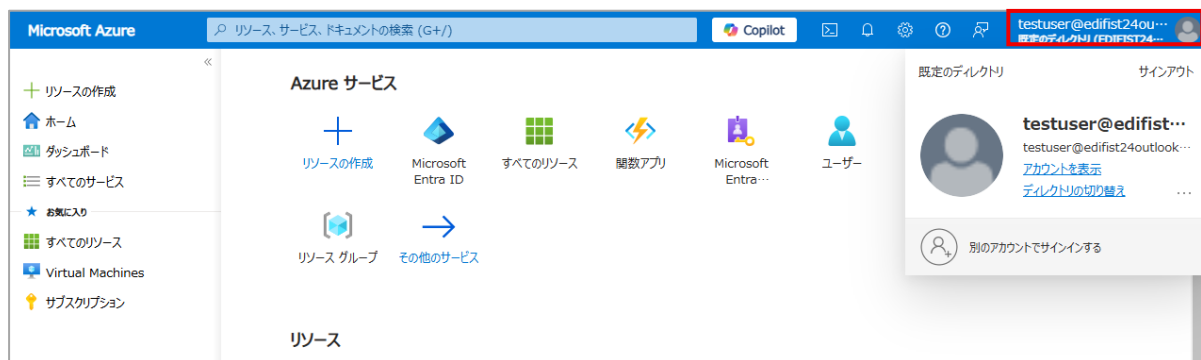 Microsoft Azure
リソース、サービス、ドキュメントの検索 (G+/)
Copilot
testuser@edifist24ou…
既定のディレクトリ (EDIFIST24…
リソースの作成
ホーム
ダッシュボード
すべてのサービス
お気に入り
すべてのリソース
Virtual Machines
サブスクリプション
Azure サービス
リソースの作成
Microsoft
Entra ID
すべてのリソース
関数アプリ
Microsoft
Entra…
ユーザー
リソース グループ
その他のサービス
リソース
既定のディレクトリ
サインアウト
testuser@edifist…
testuser@edifist24outlook…
アカウントを表示
ディレクトリの切り替え
…
別のアカウントでサインインする